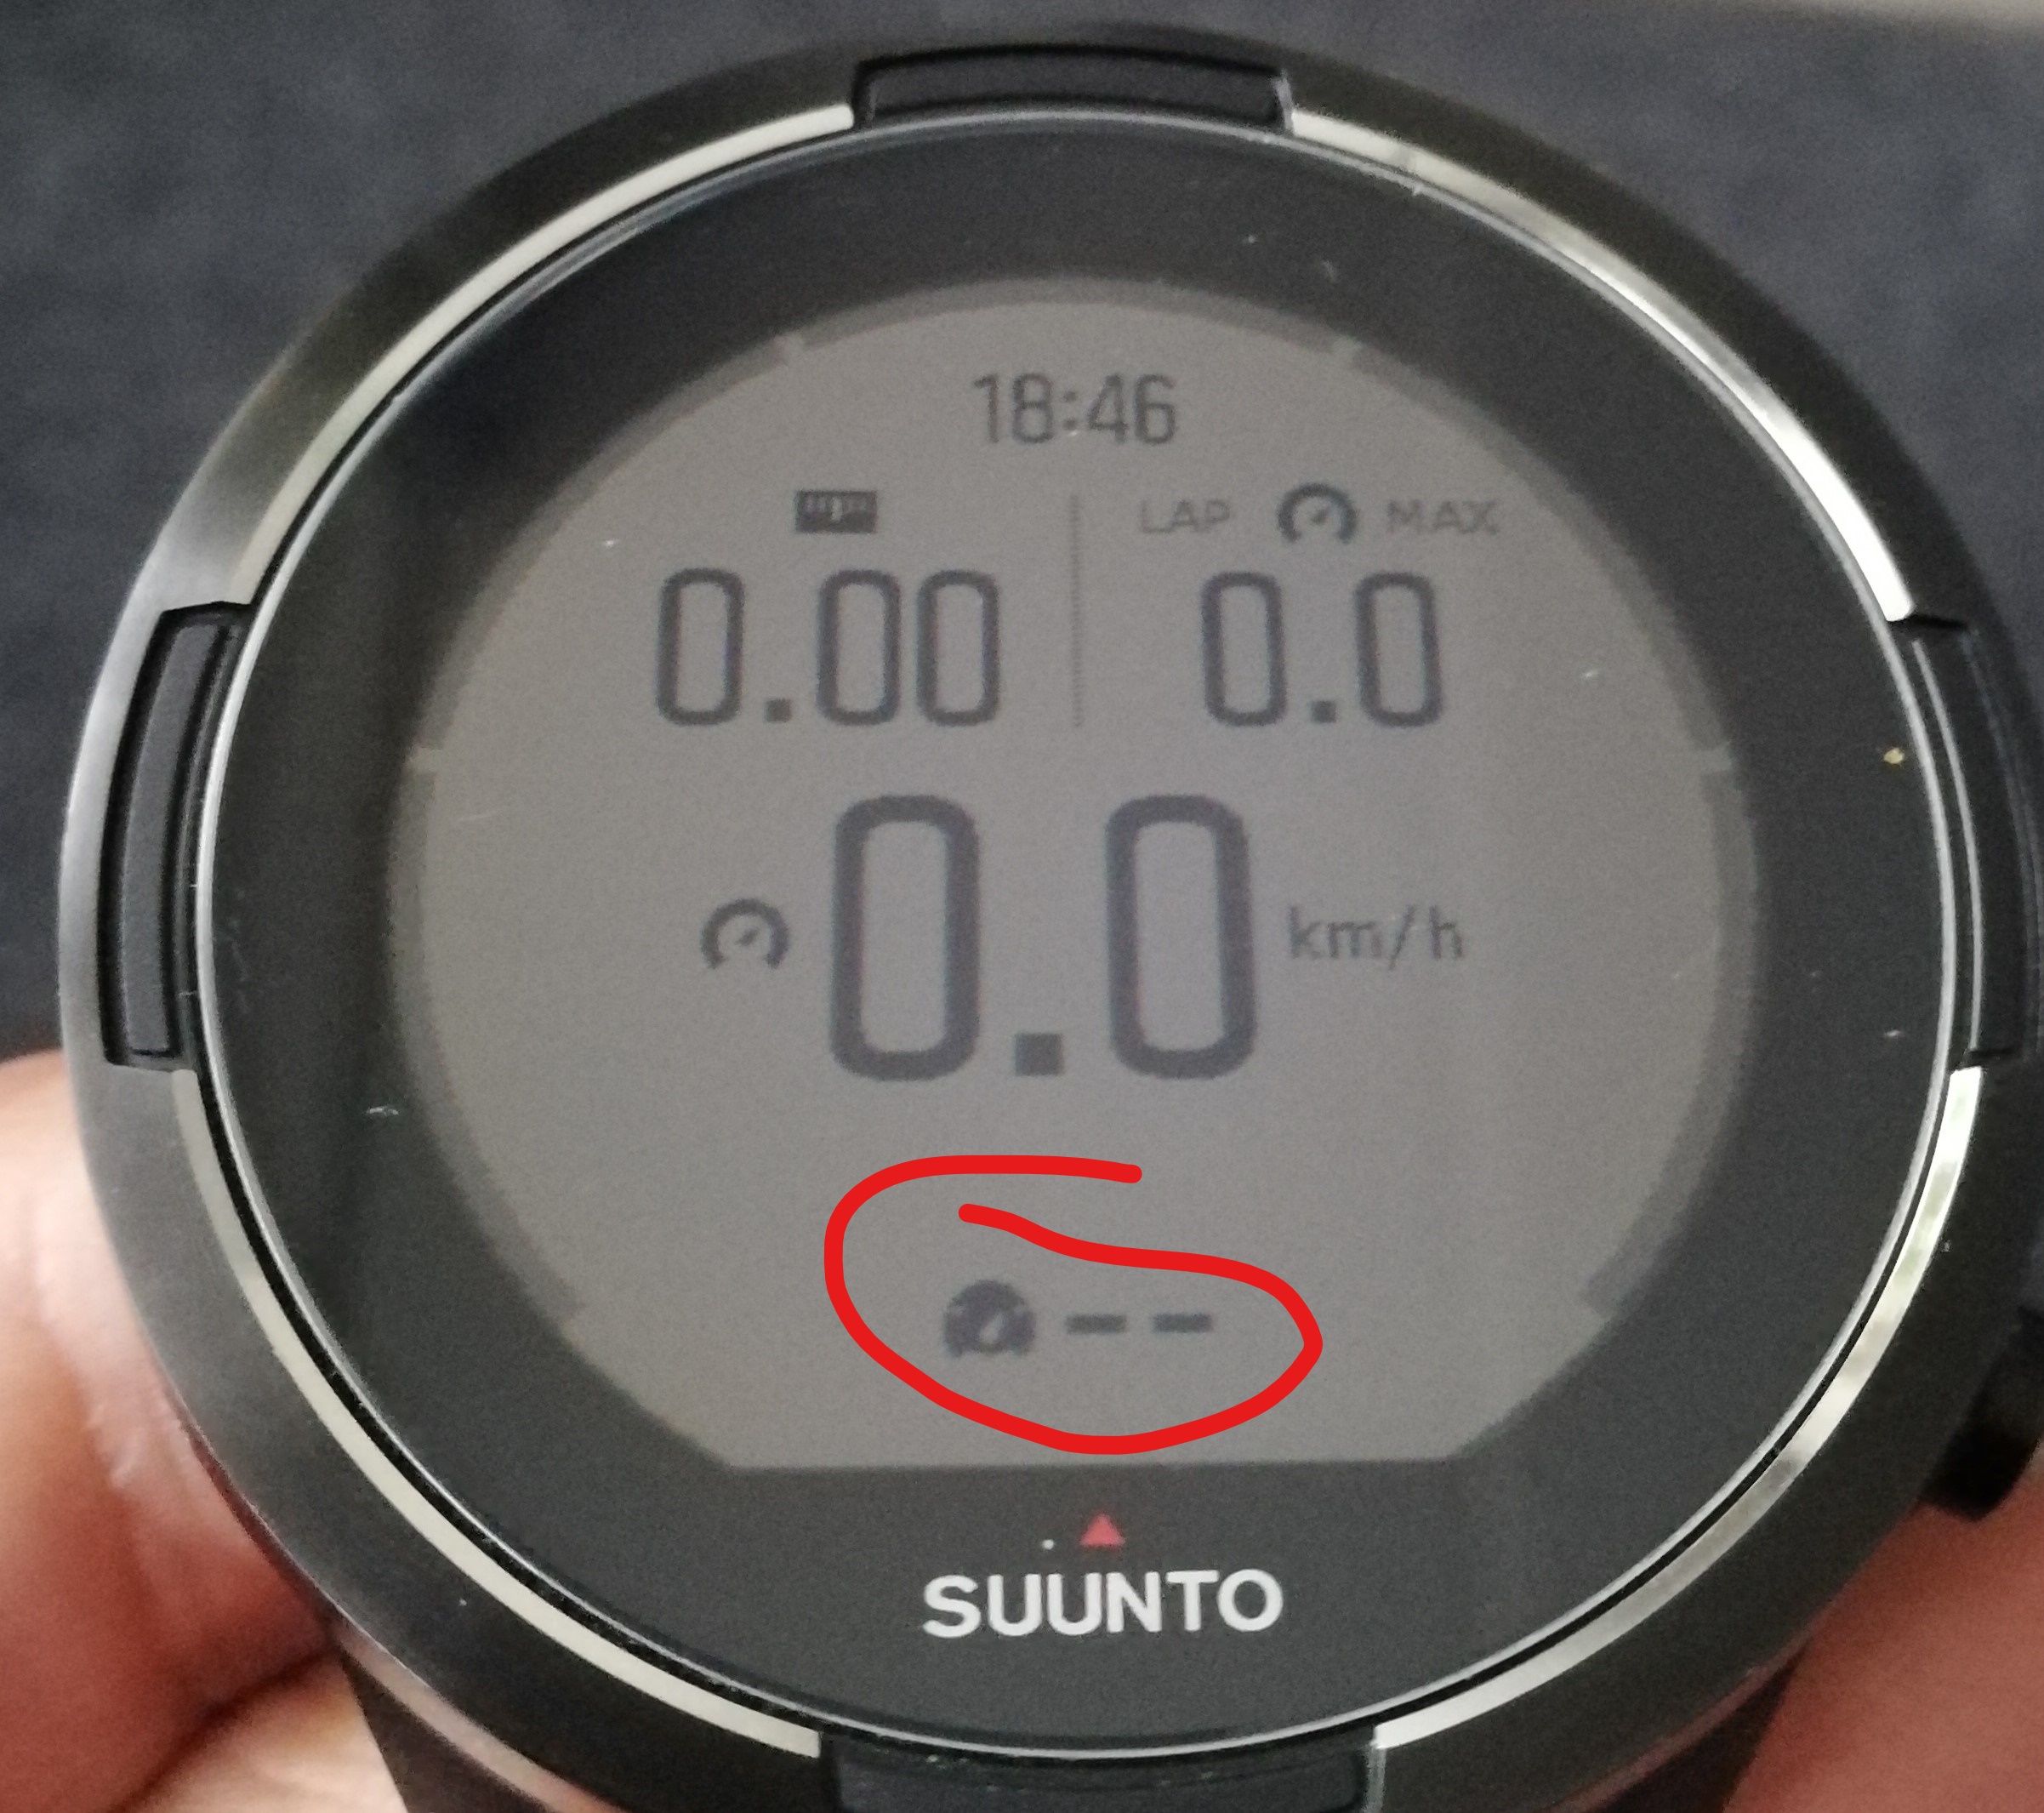 18:46
LAP MAX
0.00 0.0
0.0 km/h
--
SUUNTO